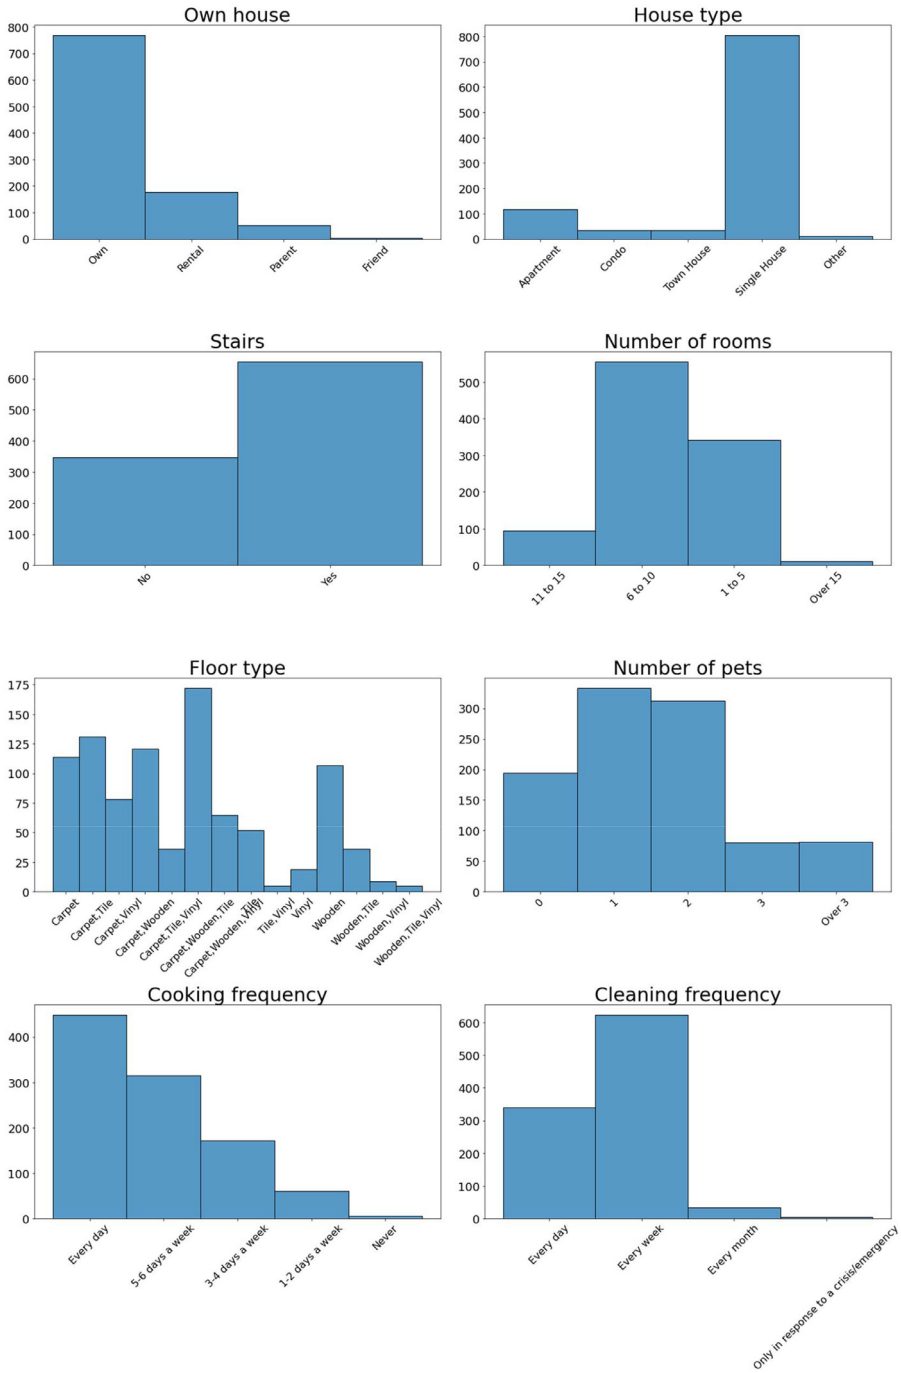 Own house
800
700
600
500
400
300
200
100
0
Own
Rental
Parent
Friend
House type
800
700
600
500
400
300
200
100
0
Apartment
Condo
Town House
Single House
Other
Stairs
600
500
400
300
200
100
0
No
Yes
Number of rooms
500
400
300
200
100
0
11 to 15
6 to 10
1 to 5
Over 15
Floor type
175
150
125
100
75
50
25
0
Carpet
Carpet,Tile
Carpet,Vinyl
Carpet,Wooden
Carpet,Tile,Vinyl
Carpet,Wooden,Tile
Carpet,Wooden,Vinyl
Tile
Tile,Vinyl
Vinyl
Wooden
Wooden,Tile
Wooden,Vinyl
Wooden,Tile,Vinyl
Number of pets
300
250
200
150
100
50
0
0
1
2
3
Over 3
Cooking frequency
400
300
200
100
0
Every day
5-6 days a week
3-4 days a week
1-2 days a week
Never
Cleaning frequency
600
500
400
300
200
100
0
Every day
Every week
Every month
Only in response to a crisis/emergency